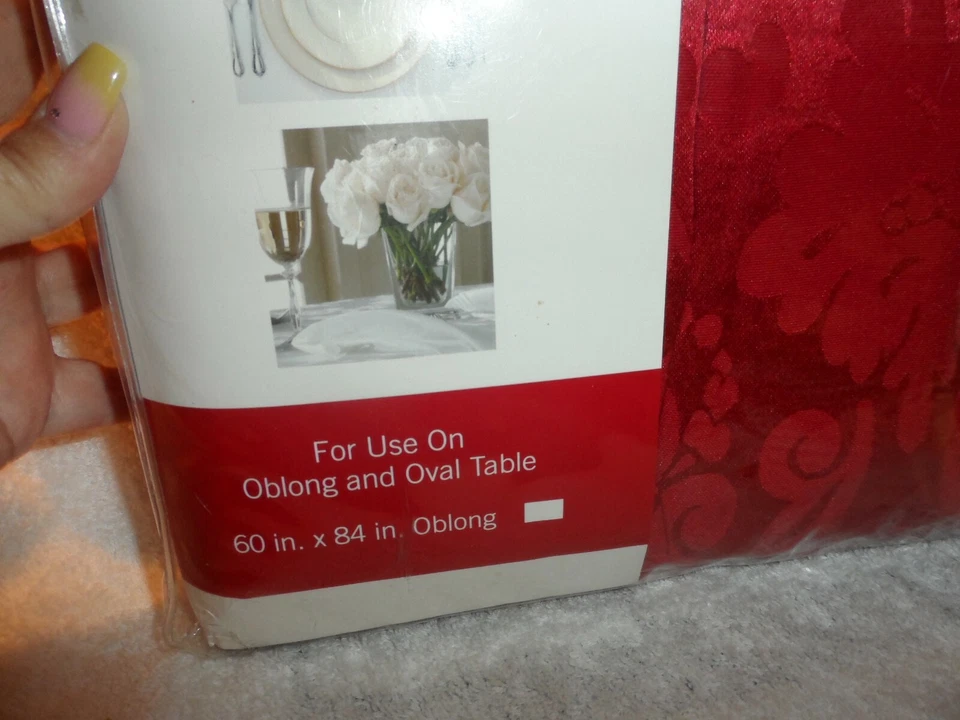 For Use On
Oblong and Oval Table
60 in. x 84 in. Oblong